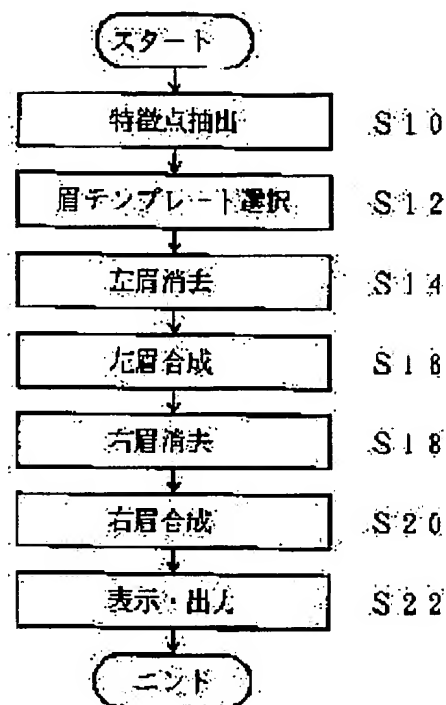 スタート
特徴点抽出 S10
眉テンプレート選択 S12
左眉消去 S14
左眉合成 S16
右眉消去 S18
右眉合成 S20
表示・出力 S22
エンド